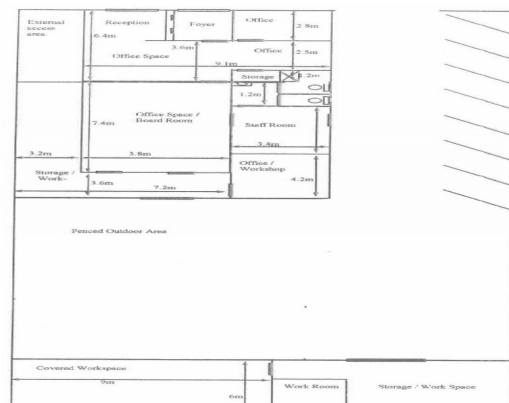 External
access
area
Reception
6.4m
Foyer
Office
2.8m
3.6m
Office
2.5m
Office Space
9.1m
Storage
1.2m
1.2m
Office Space /
Board Room
7.4m
Staff Room
3.4m
3.2m
3.8m
Office /
Workshop
Storage /
Work-
3.6m
7.2m
4.2m
Fenced Outdoor Area
Covered Workspace
9m
6m
Work Room
Storage / Work Space